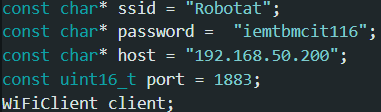 const char* ssid = "Robotat";
const char* password =  "iemtbmcit116";
const char* host = "192.168.50.200";
const uint16_t port = 1883;
WiFiClient client;